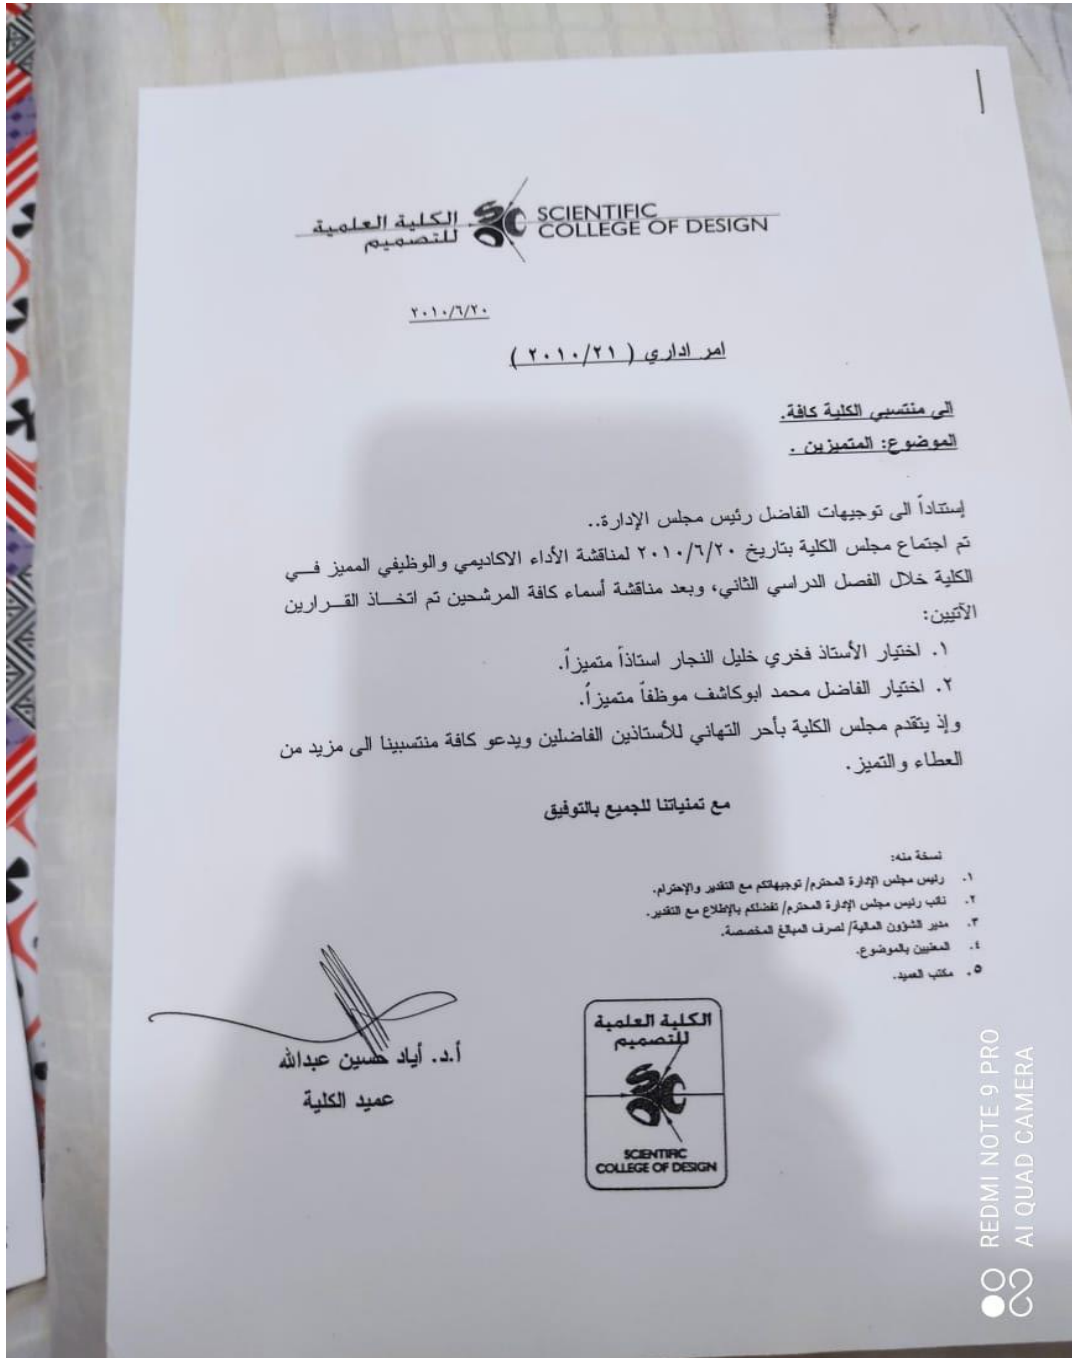 الكلية العلمية
للتصميم
SCIENTIFIC
COLLEGE OF DESIGN
٢٠١٠/٦/٢٠
امر اداري ( ٢٠١٠/٢١ )
الى منتسبي الكلية كافة.
الموضوع: المتميزين .
إستناداً الى توجيهات الفاضل رئيس مجلس الإدارة..
تم اجتماع مجلس الكلية بتاريخ ٢٠١٠/٦/٢٠ لمناقشة الأداء الاكاديمي والوظيفي المميز في
الكلية خلال الفصل الدراسي الثاني، وبعد مناقشة أسماء كافة المرشحين تم اتخاذ القرارين
الآتيين:
١. اختيار الأستاذ فخري خليل النجار استاذاً متميزاً.
٢. اختيار الفاضل محمد ابوكاشف موظفاً متميزاً.
وإذ يتقدم مجلس الكلية بأحر التهاني للأستاذين الفاضلين ويدعو كافة منتسبينا الى مزيد من
العطاء والتميز.
مع تمنياتنا للجميع بالتوفيق
نسخة منه:
١. رئيس مجلس الإدارة المحترم/ توجيهاتكم مع التقدير والإحترام.
٢. نائب رئيس مجلس الإدارة المحترم/ تفضلكم بالإطلاع مع التقدير.
٣. مدير الشؤون المالية/ لصرف المبالغ المخصصة.
٤. المعنيين بالموضوع.
٥. مكتب العميد.
أ.د. أياد حسين عبدالله
عميد الكلية
الكلية العلمية
للتصميم
SCIENTIFIC
COLLEGE OF DESIGN
REDMI NOTE 9 PRO
AI QUAD CAMERA